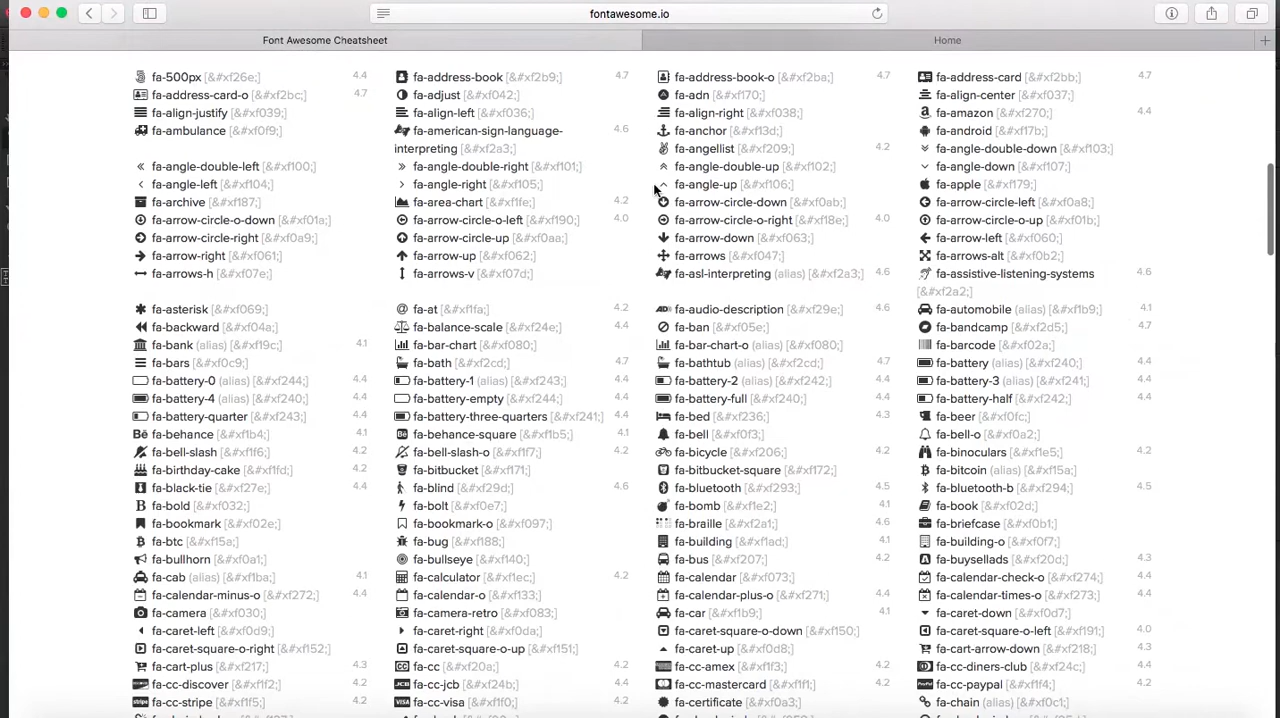 fontawesome.io
Font Awesome Cheatsheet
Home
fa-500px [&#xf26e;] 4.4 fa-address-book [&#xf2b9;] 4.7 fa-address-book-o [&#xf2ba;] 4.7 fa-address-card [&#xf2bb;] 4.7
fa-address-card-o [&#xf2bc;] 4.7 fa-adjust [&#xf042;] fa-adn [&#xf170;] fa-align-center [&#xf037;]
fa-align-justify [&#xf039;] fa-align-left [&#xf036;] fa-align-right [&#xf038;] fa-amazon [&#xf270;] 4.4
fa-ambulance [&#xf0f9;] fa-american-sign-language- 4.6 fa-anchor [&#xf13d;] fa-android [&#xf17b;]
interpreting [&#xf2a3;] fa-angellist [&#xf209;] 4.2 fa-angle-double-down [&#xf103;]
fa-angle-double-left [&#xf100;] fa-angle-double-right [&#xf101;] fa-angle-double-up [&#xf102;] fa-angle-down [&#xf107;]
fa-angle-left [&#xf104;] fa-angle-right [&#xf105;] fa-angle-up [&#xf106;] fa-apple [&#xf179;]
fa-archive [&#xf187;] fa-area-chart [&#xf1fe;] 4.2 fa-arrow-circle-down [&#xf0ab;] fa-arrow-circle-left [&#xf0a8;]
fa-arrow-circle-o-down [&#xf01a;] fa-arrow-circle-o-left [&#xf190;] 4.0 fa-arrow-circle-o-right [&#xf18e;] 4.0 fa-arrow-circle-o-up [&#xf01b;]
fa-arrow-circle-right [&#xf0a9;] fa-arrow-circle-up [&#xf0aa;] fa-arrow-down [&#xf063;] fa-arrow-left [&#xf060;]
fa-arrow-right [&#xf061;] fa-arrow-up [&#xf062;] fa-arrows [&#xf047;] fa-arrows-alt [&#xf0b2;]
fa-arrows-h [&#xf07e;] fa-arrows-v [&#xf07d;] fa-asl-interpreting (alias) [&#xf2a3;] 4.6 fa-assistive-listening-systems 4.6
[&#xf2a2;]
fa-asterisk [&#xf069;] fa-at [&#xf1fa;] 4.2 fa-audio-description [&#xf29e;] 4.6 fa-automobile (alias) [&#xf1b9;] 4.1
fa-backward [&#xf04a;] fa-balance-scale [&#xf24e;] 4.4 fa-ban [&#xf05e;] fa-bandcamp [&#xf2d5;] 4.7
fa-bank (alias) [&#xf19c;] 4.1 fa-bar-chart [&#xf080;] fa-bar-chart-o (alias) [&#xf080;] fa-barcode [&#xf02a;]
fa-bars [&#xf0c9;] fa-bath [&#xf2cd;] 4.7 fa-bathtub (alias) [&#xf2cd;] 4.7 fa-battery (alias) [&#xf240;] 4.4
fa-battery-0 (alias) [&#xf244;] 4.4 fa-battery-1 (alias) [&#xf243;] 4.4 fa-battery-2 (alias) [&#xf242;] 4.4 fa-battery-3 (alias) [&#xf241;] 4.4
fa-battery-4 (alias) [&#xf240;] 4.4 fa-battery-empty [&#xf244;] 4.4 fa-battery-full [&#xf240;] 4.4 fa-battery-half [&#xf242;] 4.4
fa-battery-quarter [&#xf243;] 4.4 fa-battery-three-quarters [&#xf241;] 4.4 fa-bed [&#xf236;] 4.3 fa-beer [&#xf0fc;]
fa-behance [&#xf1b4;] 4.1 fa-behance-square [&#xf1b5;] 4.1 fa-bell [&#xf0f3;] fa-bell-o [&#xf0a2;]
fa-bell-slash [&#xf1f6;] 4.2 fa-bell-slash-o [&#xf1f7;] 4.2 fa-bicycle [&#xf206;] 4.2 fa-binoculars [&#xf1e5;] 4.2
fa-birthday-cake [&#xf1fd;] 4.2 fa-bitbucket [&#xf171;] fa-bitbucket-square [&#xf172;] fa-bitcoin (alias) [&#xf15a;]
fa-black-tie [&#xf27e;] 4.4 fa-blind [&#xf29d;] 4.6 fa-bluetooth [&#xf293;] 4.5 fa-bluetooth-b [&#xf294;] 4.5
fa-bold [&#xf032;] fa-bolt [&#xf0e7;] fa-bomb [&#xf1e2;] 4.1 fa-book [&#xf02d;]
fa-bookmark [&#xf02e;] fa-bookmark-o [&#xf097;] fa-braille [&#xf2a1;] 4.6 fa-briefcase [&#xf0b1;]
fa-btc [&#xf15a;] fa-bug [&#xf188;] fa-building [&#xf1ad;] 4.1 fa-building-o [&#xf0f7;]
fa-bullhorn [&#xf0a1;] fa-bullseye [&#xf140;] fa-bus [&#xf207;] 4.2 fa-buysellads [&#xf20d;] 4.3
fa-cab (alias) [&#xf1ba;] 4.1 fa-calculator [&#xf1ec;] 4.2 fa-calendar [&#xf073;] fa-calendar-check-o [&#xf274;] 4.4
fa-calendar-minus-o [&#xf272;] 4.4 fa-calendar-o [&#xf133;] fa-calendar-plus-o [&#xf271;] 4.4 fa-calendar-times-o [&#xf273;] 4.4
fa-camera [&#xf030;] fa-camera-retro [&#xf083;] fa-car [&#xf1b9;] 4.1 fa-caret-down [&#xf0d7;]
fa-caret-left [&#xf0d9;] fa-caret-right [&#xf0da;] fa-caret-square-o-down [&#xf150;] fa-caret-square-o-left [&#xf191;] 4.0
fa-caret-square-o-right [&#xf152;] fa-caret-square-o-up [&#xf151;] fa-caret-up [&#xf0d8;] fa-cart-arrow-down [&#xf218;] 4.3
fa-cart-plus [&#xf217;] 4.3 fa-cc [&#xf20a;] 4.2 fa-cc-amex [&#xf1f3;] 4.2 fa-cc-diners-club [&#xf24c;] 4.4
fa-cc-discover [&#xf1f2;] 4.2 fa-cc-jcb [&#xf24b;] 4.4 fa-cc-mastercard [&#xf1f1;] 4.2 fa-cc-paypal [&#xf1f4;] 4.2
fa-cc-stripe [&#xf1f5;] 4.2 fa-cc-visa [&#xf1f0;] 4.2 fa-certificate [&#xf0a3;] fa-chain (alias) [&#xf0c1;]